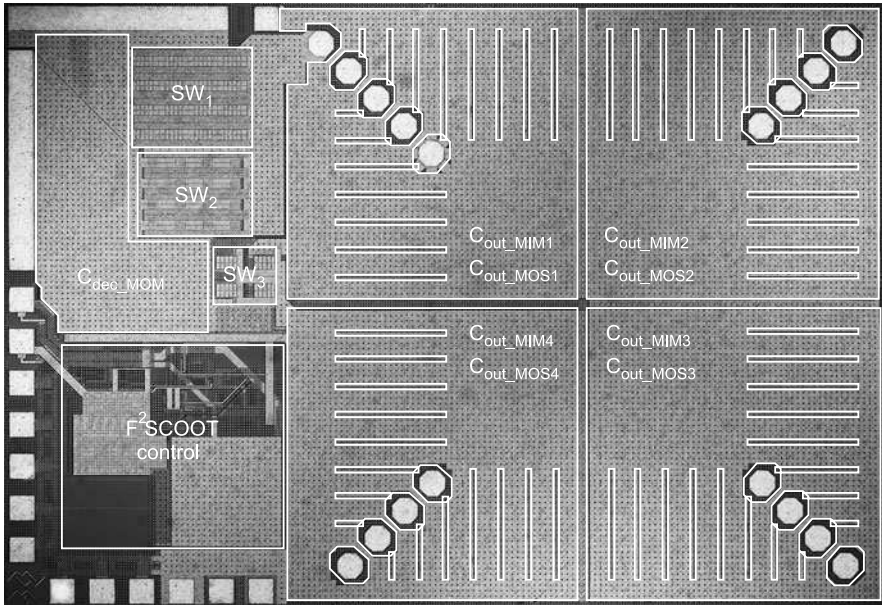 SW1
SW2
SW3
Cdec_MOM
Cout_MIM1
Cout_MOS1
Cout_MIM2
Cout_MOS2
Cout_MIM4
Cout_MOS4
Cout_MIM3
Cout_MOS3
F2SCOOT
control